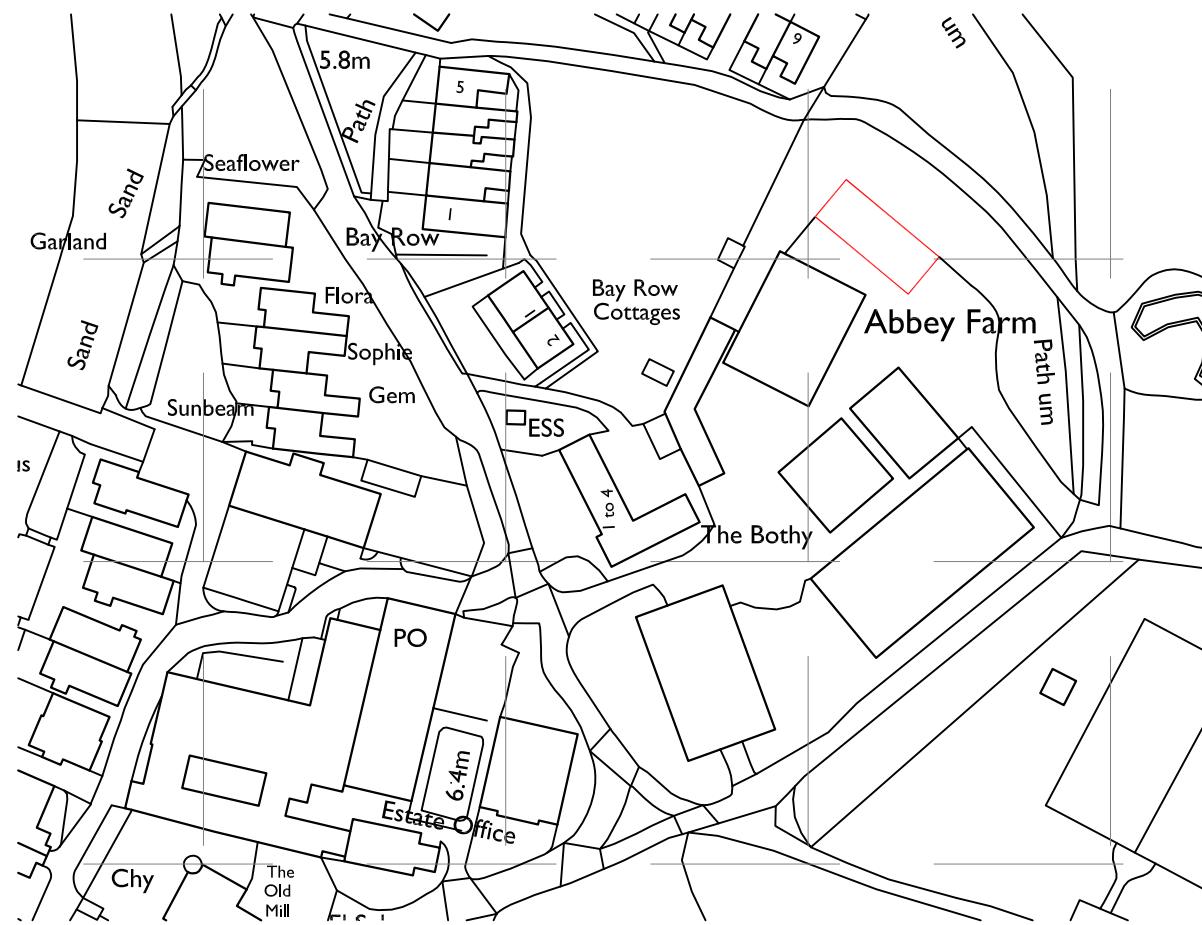 um
9
5.8m
5
Path
Path um
Seaflower
Sand
1
Garland
Bay Row
Flora
Bay Row
Cottages
1
2
Abbey Farm
Sand
Sophie
Gem
Sunbeam
ESS
us
1 to 4
The Bothy
PO
6.4m
Estate Office
Chy
The
Old
Mill